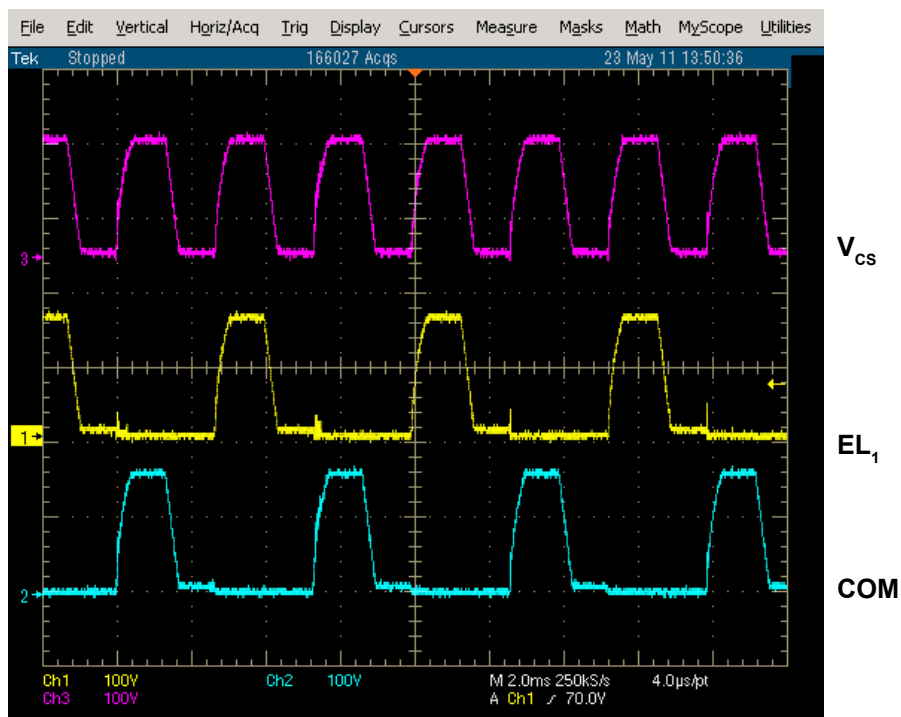 File Edit Vertical Horiz/Acq Trig Display Cursors Measure Masks Math MyScope Utilities
Tek Stopped 166027 Acqs 23 May 11 13:50:36
3
V_CS
1
EL_1
2
COM
Ch1 100V Ch2 100V M 2.0ms 250kS/s 4.0µs/pt
Ch3 100V A Ch1 ∕ 70.0V